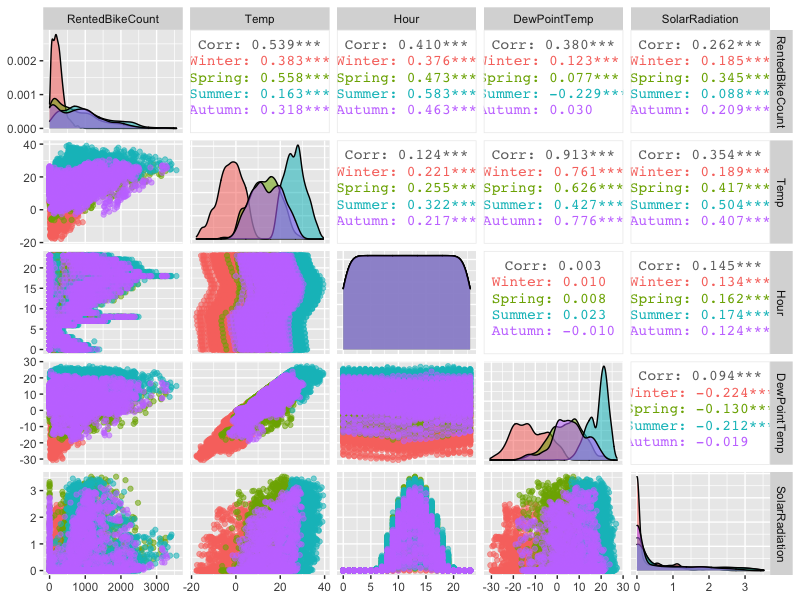 RentedBikeCount Temp Hour DewPointTemp SolarRadiation
Corr: 0.539*** Corr: 0.410*** Corr: 0.380*** Corr: 0.262***
Winter: 0.383*** Winter: 0.376*** Winter: 0.123*** Winter: 0.185***
0.002 Spring: 0.558*** Spring: 0.473*** Spring: 0.077*** Spring: 0.345***
0.001 Summer: 0.163*** Summer: 0.583*** Summer: -0.229*** Summer: 0.088***
0.000 Autumn: 0.318*** Autumn: 0.463*** Autumn: 0.030 Autumn: 0.209***
RentedBikeCount
40 Corr: 0.124*** Corr: 0.913*** Corr: 0.354***
20 Winter: 0.221*** Winter: 0.761*** Winter: 0.189***
Spring: 0.255*** Spring: 0.626*** Spring: 0.417***
0 Summer: 0.322*** Summer: 0.427*** Summer: 0.504***
-20 Autumn: 0.217*** Autumn: 0.776*** Autumn: 0.407***
Temp
20 Corr: 0.003 Corr: 0.145***
15 Winter: 0.010 Winter: 0.134***
10 Spring: 0.008 Spring: 0.162***
5 Summer: 0.023 Summer: 0.174***
0 Autumn: -0.010 Autumn: 0.124***
Hour
30 Corr: 0.094***
20 Winter: -0.224***
10 Spring: -0.130***
0 Summer: -0.212***
-10 Autumn: -0.019
-20
-30
DewPointTemp
3
2
1
0
SolarRadiation
0 1000 2000 3000 -20 0 20 40 0 5 10 15 20 -30 -20 -10 0 10 20 30 0 1 2 3